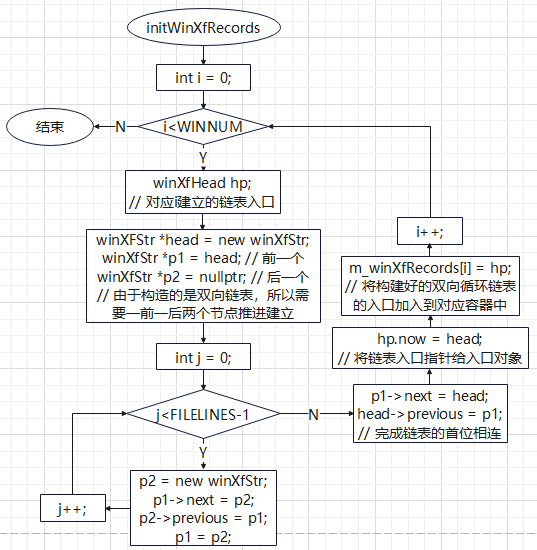 initWinXfRecords
int i = 0;
i<WINNUM
N
结束
Y
winXfHead hp;
// 对应i建立的链表入口
winXFStr *head = new winXfStr;
winXfStr *p1 = head; // 前一个
winXfStr *p2 = nullptr; // 后一个
// 由于构造的是双向链表，所以需
要一前一后两个节点推进建立
int j = 0;
j<FILELINES-1
N
Y
p2 = new winXfStr;
p1->next = p2;
p2->previous = p1;
p1 = p2;
j++;
p1->next = head;
head->previous = p1;
// 完成链表的首位相连
hp.now = head;
// 将链表入口指针给入口对象
m_winXfRecords[i] = hp;
// 将构建好的双向循环链表
的入口加入到对应容器中
i++;